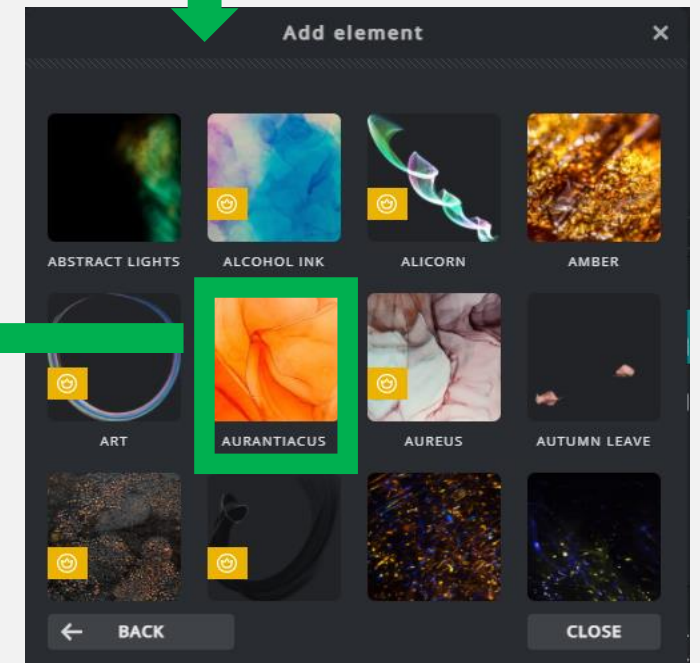 Add element
ABSTRACT LIGHTS
ALCOHOL INK
ALICORN
AMBER
ART
AURANTIACUS
AUREUS
AUTUMN LEAVE
BACK
CLOSE